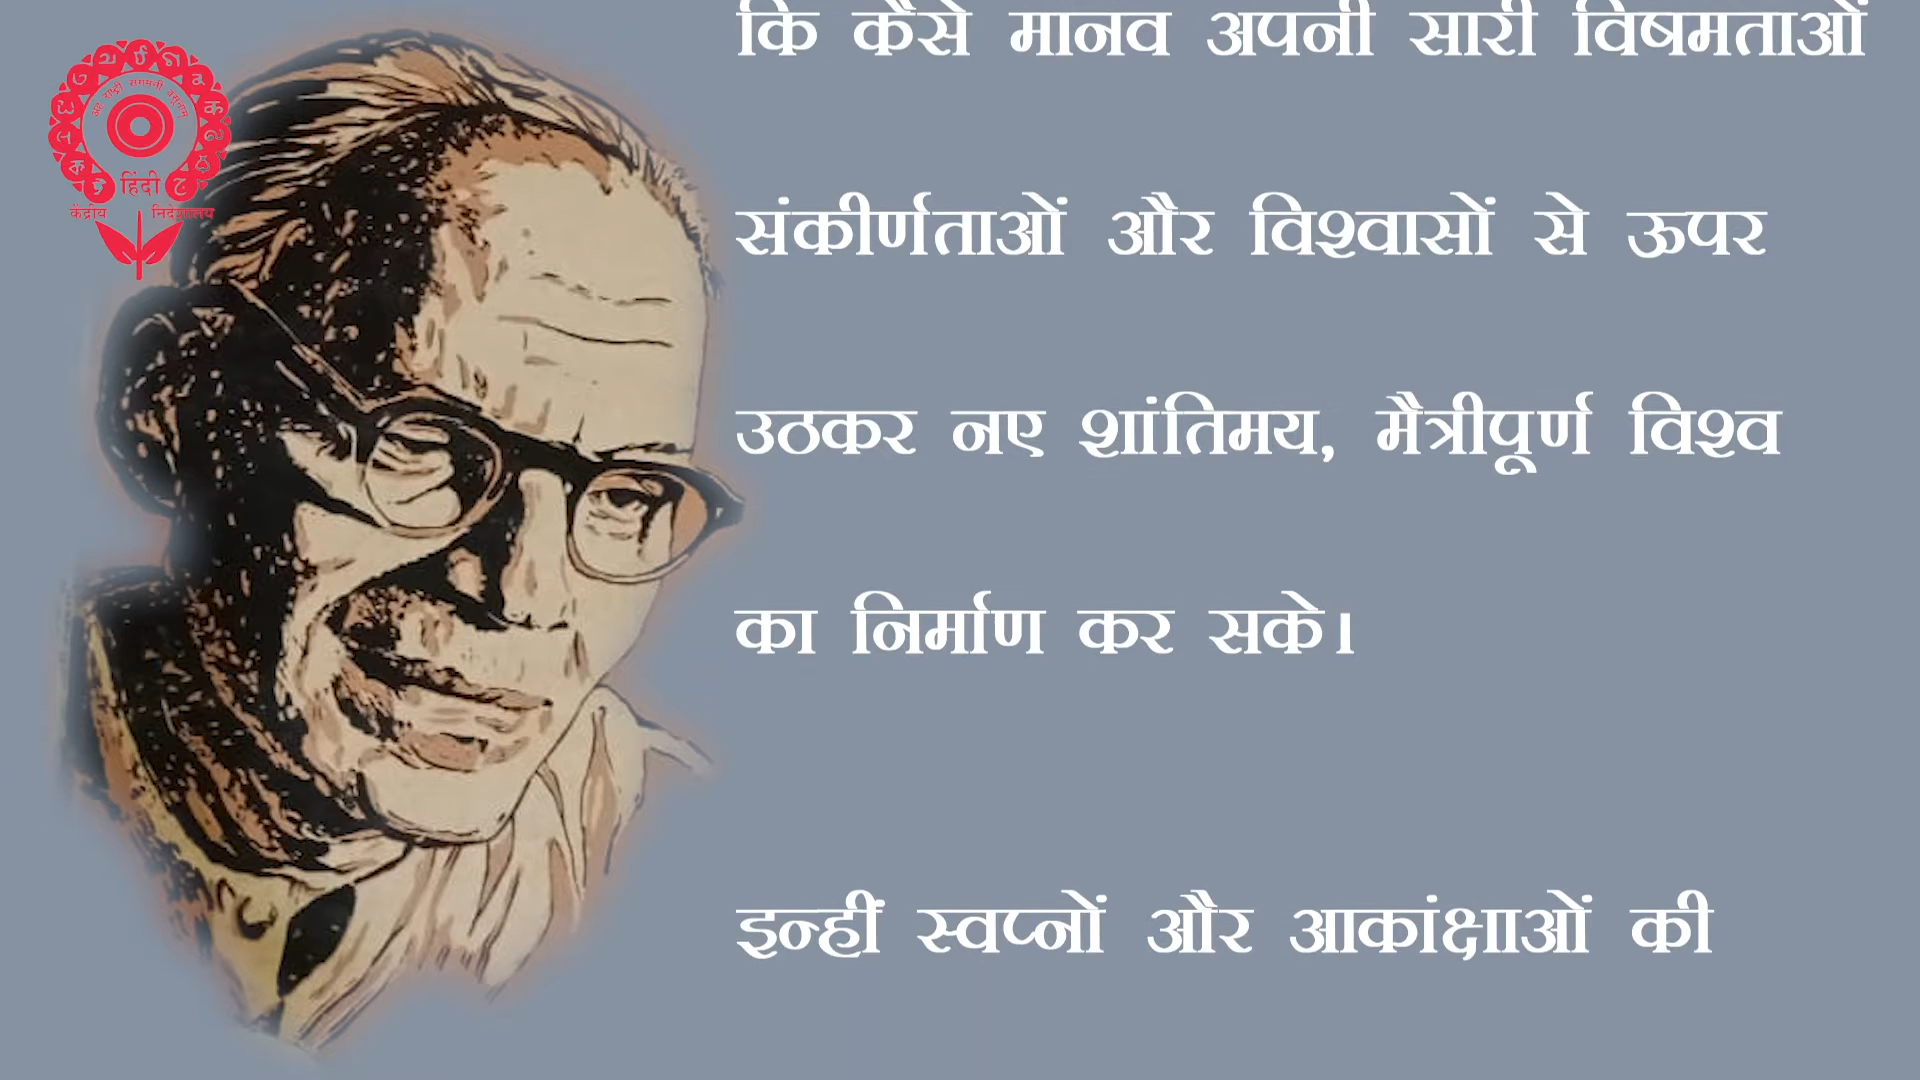 कि कैसे मानव अपनी सारी विषमताओं
संकीर्णताओं और विश्वासों से ऊपर
उठकर नए शांतिमय, मैत्रीपूर्ण विश्व
का निर्माण कर सके।
इन्हीं स्वप्नों और आकांक्षाओं की
हिंदी
केंद्रीय निदेशालय